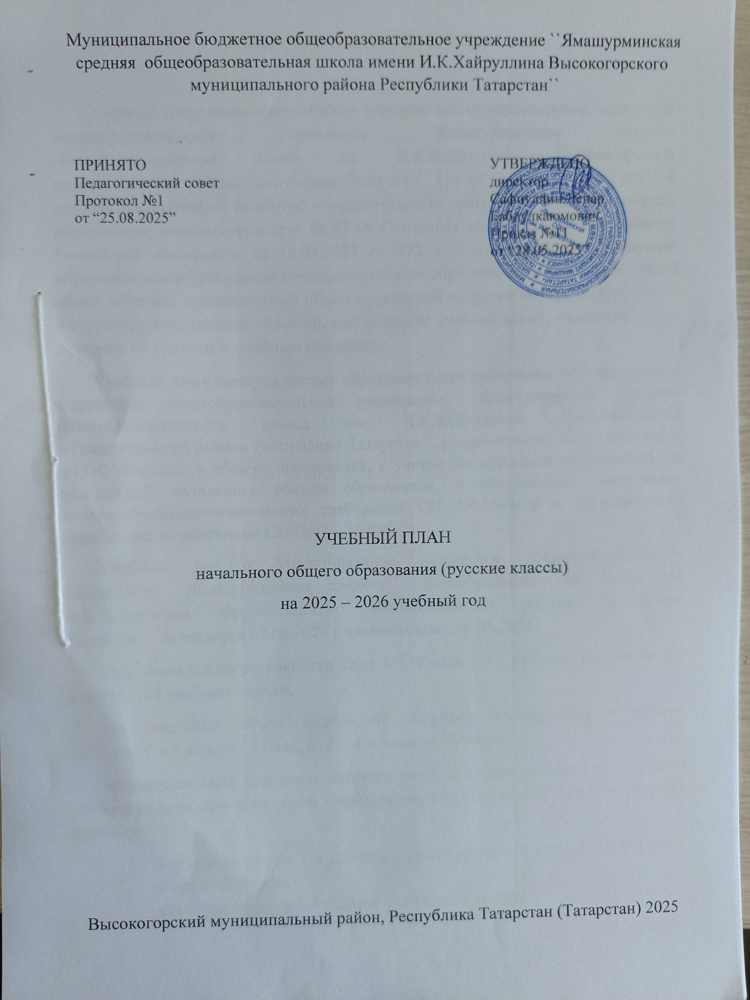 Муниципальное бюджетное общеобразовательное учреждение ``Ямашурминская
средняя общеобразовательная школа имени И.К.Хайруллина Высокогорского
муниципального района Республики Татарстан``
ПРИНЯТО
Педагогический совет
Протокол №1
от “25.08.2025”
УТВЕРЖДЕНО
директор
Сафиуллин Ленар
Габдулкаюмович
Приказ №11
от “28.05.2025”
УЧЕБНЫЙ ПЛАН
начального общего образования (русские классы)
на 2025 – 2026 учебный год
Высокогорский муниципальный район, Республика Татарстан (Татарстан) 2025